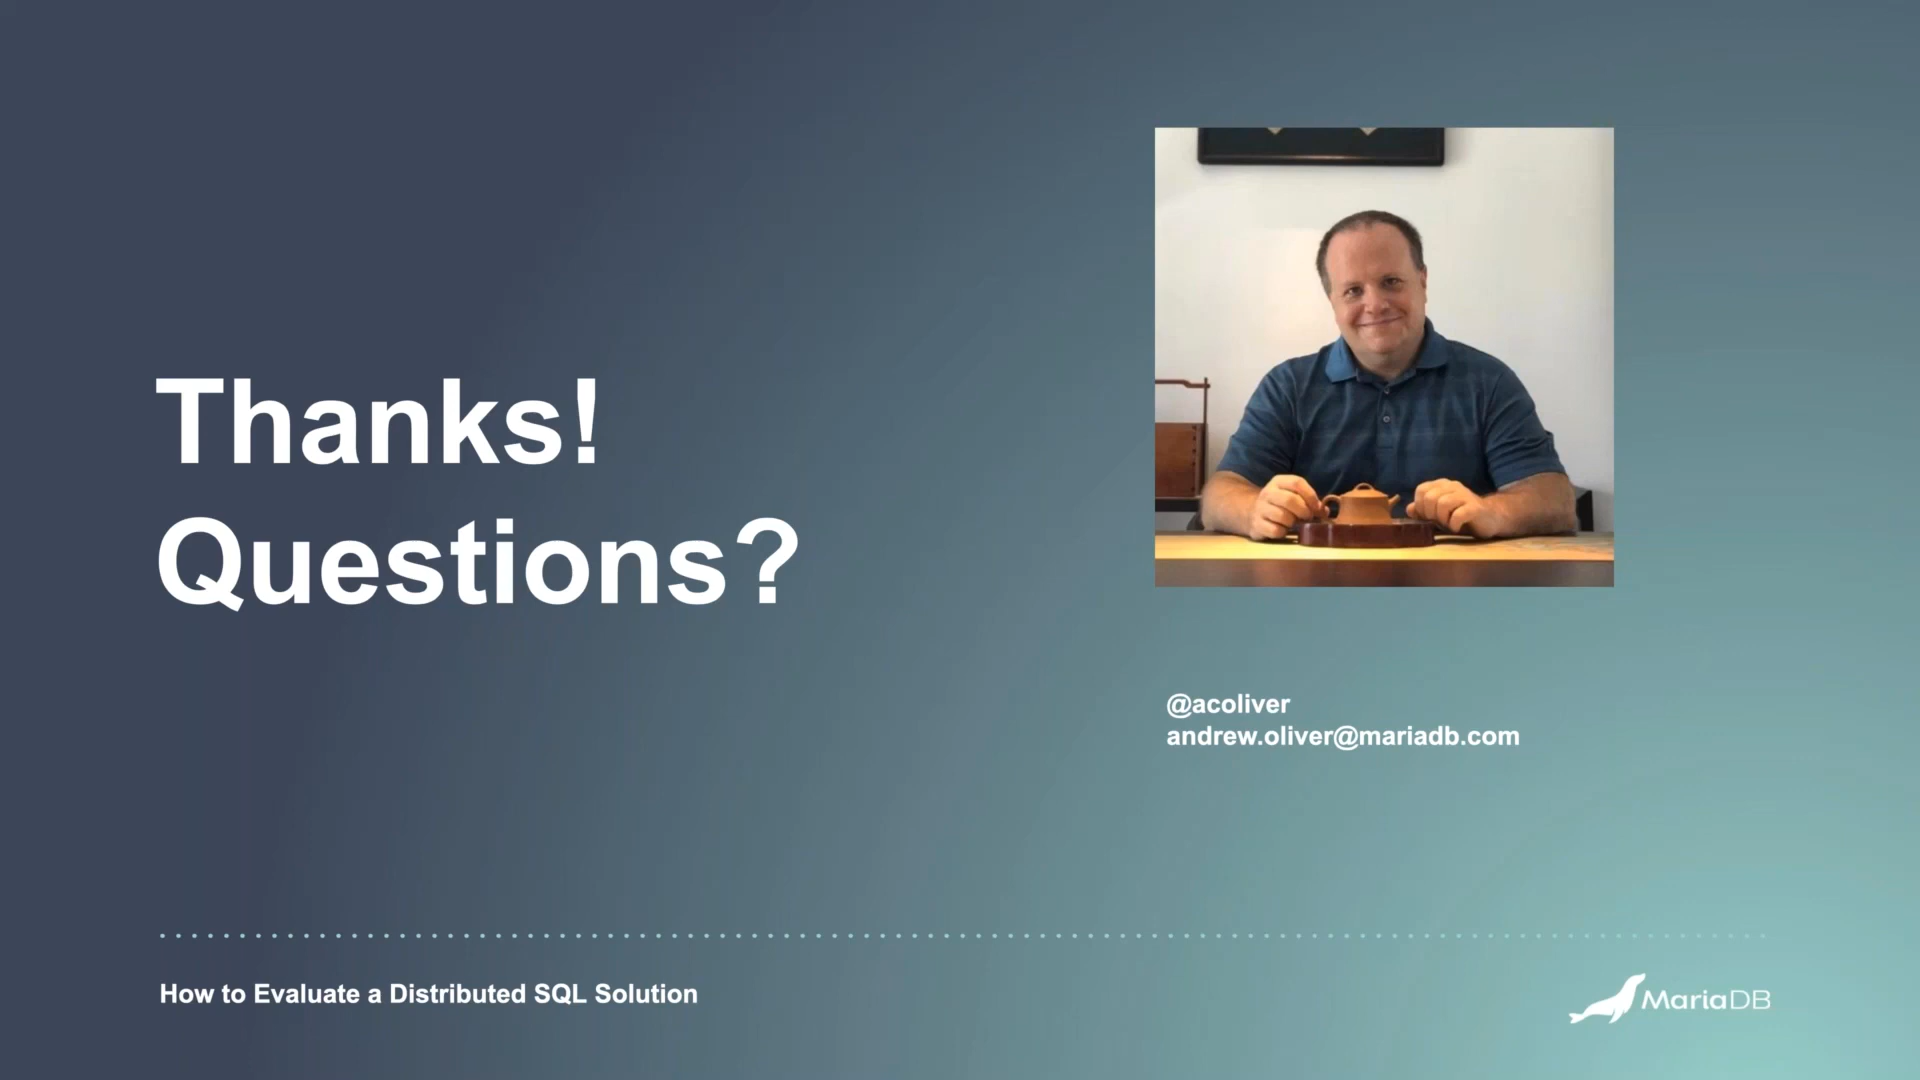 Thanks!
Questions?
@acoliver
andrew.oliver@mariadb.com
How to Evaluate a Distributed SQL Solution
MariaDB